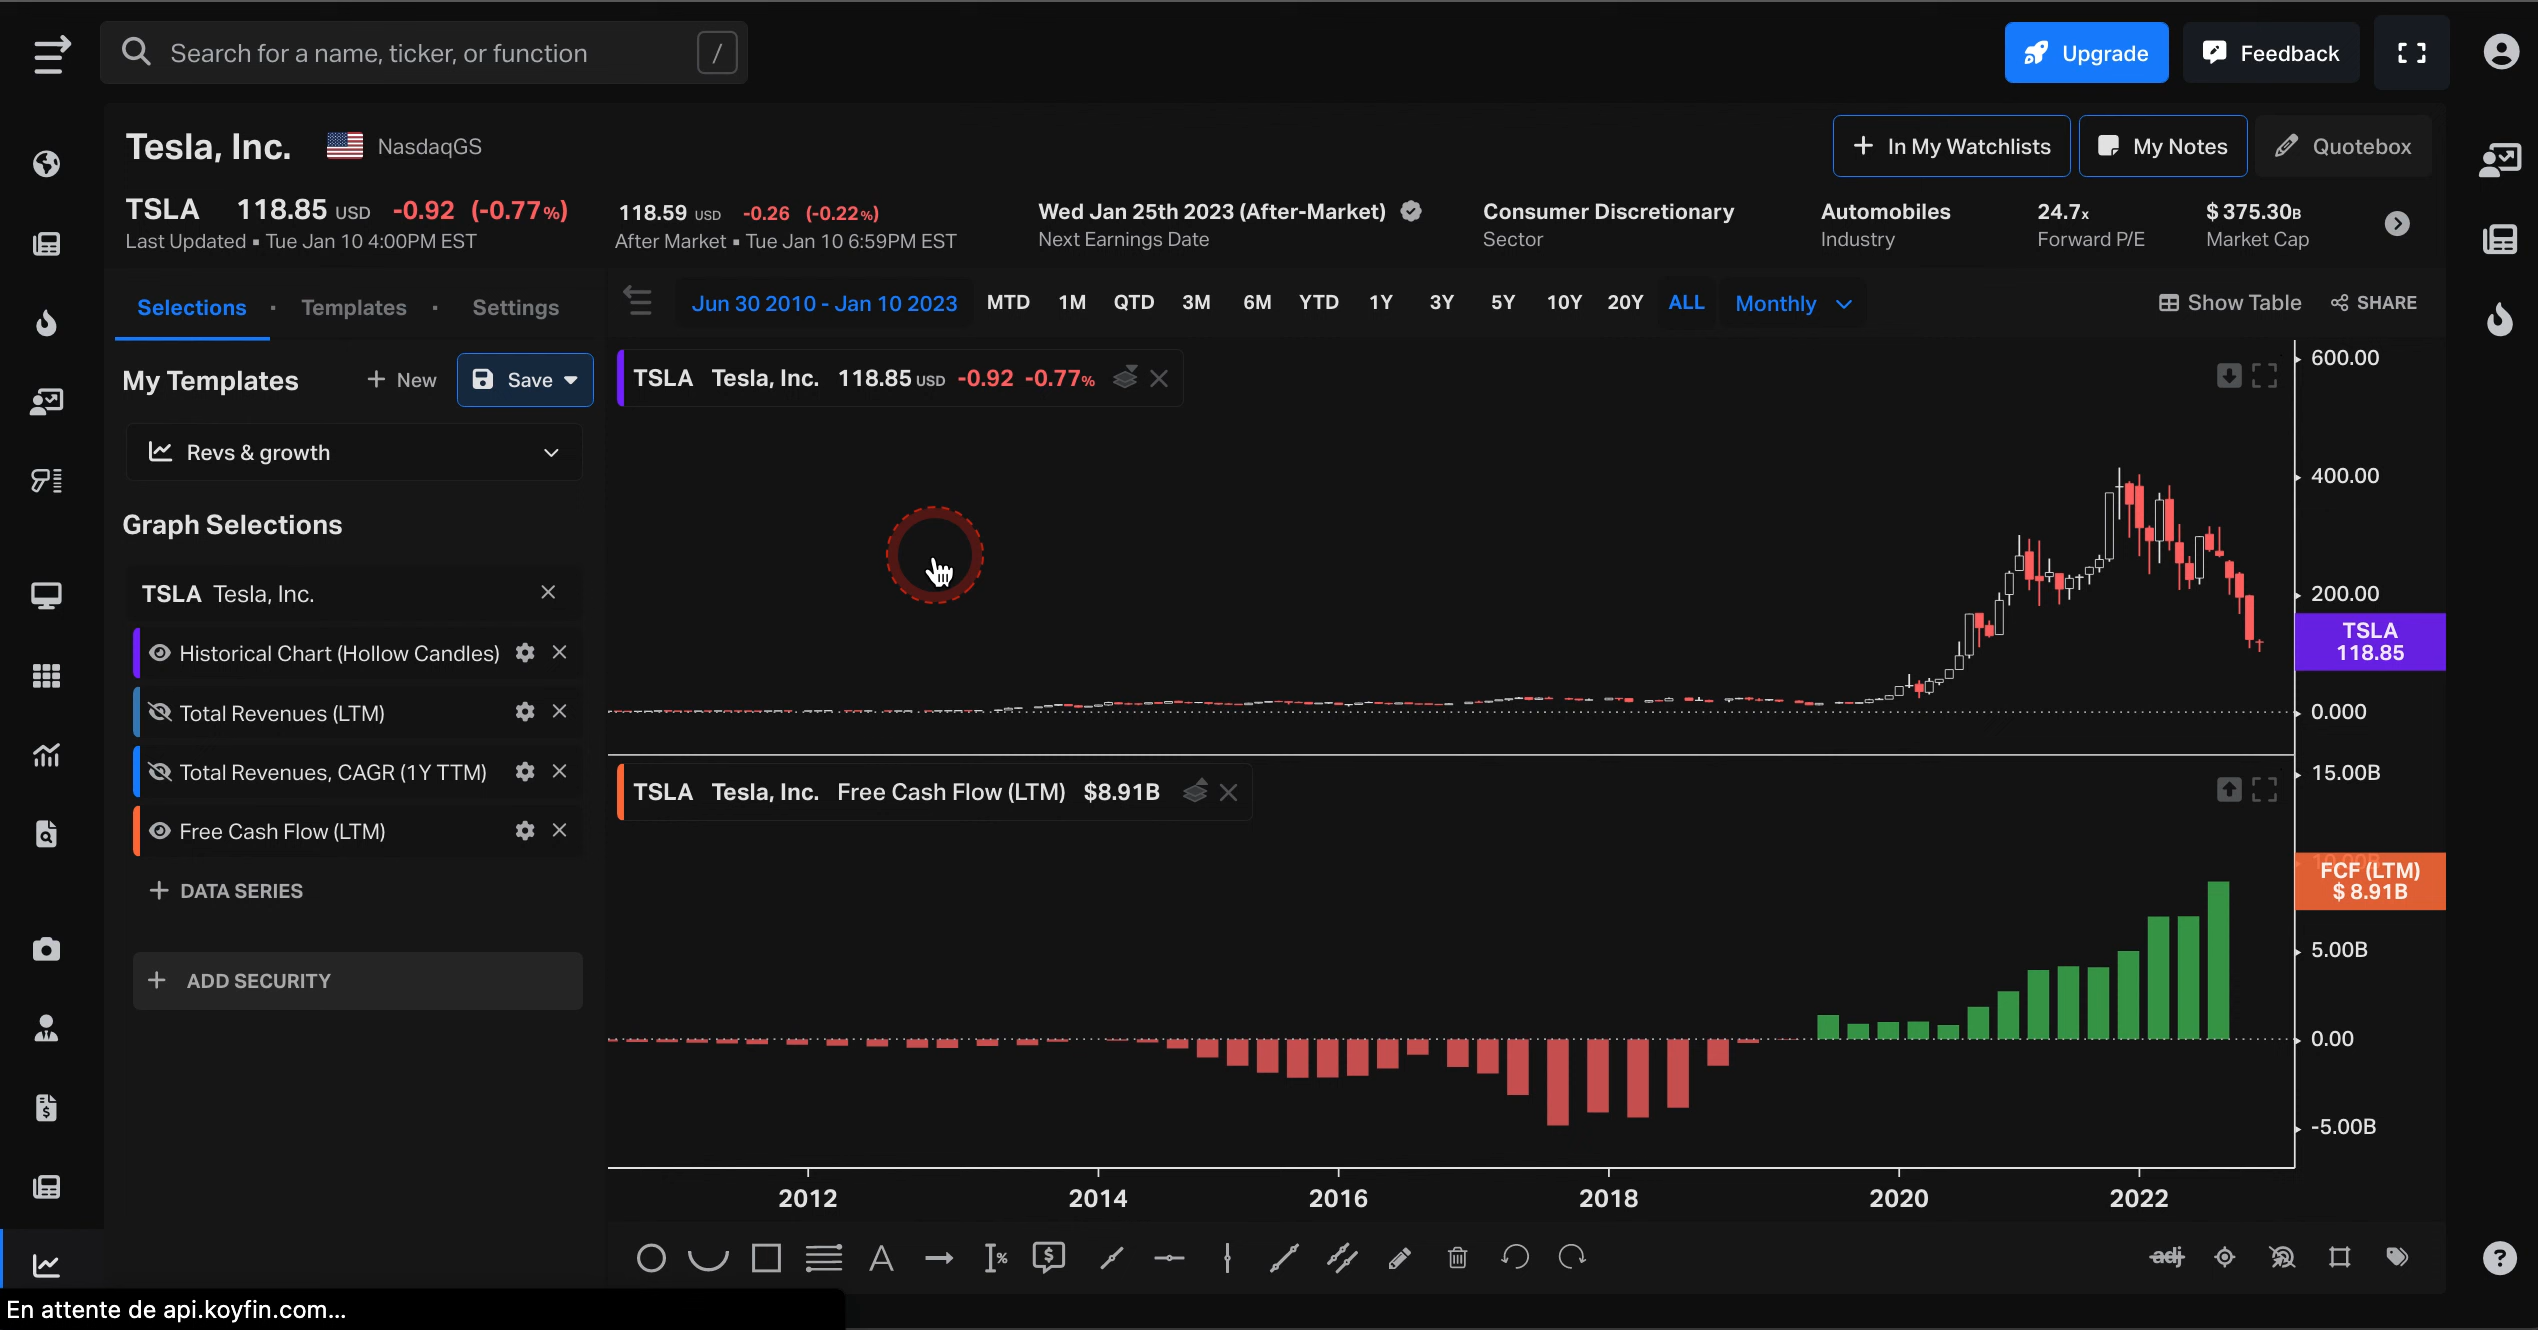 Search for a name, ticker, or function /
Upgrade
Feedback
Tesla, Inc. NasdaqGS
In My Watchlists
My Notes
Quotebox
TSLA 118.85 USD -0.92 (-0.77%)
Last Updated ▪ Tue Jan 10 4:00PM EST
118.59 USD -0.26 (-0.22%)
After Market ▪ Tue Jan 10 6:59PM EST
Wed Jan 25th 2023 (After-Market)
Next Earnings Date
Consumer Discretionary
Sector
Automobiles
Industry
24.7x
Forward P/E
$ 375.30B
Market Cap
Selections · Templates · Settings
Jun 30 2010 - Jan 10 2023 MTD 1M QTD 3M 6M YTD 1Y 3Y 5Y 10Y 20Y ALL Monthly
Show Table SHARE
My Templates + New Save
Revs & growth
Graph Selections
TSLA Tesla, Inc.
Historical Chart (Hollow Candles)
Total Revenues (LTM)
Total Revenues, CAGR (1Y TTM)
Free Cash Flow (LTM)
+ DATA SERIES
+ ADD SECURITY
TSLA Tesla, Inc. 118.85 USD -0.92 -0.77%
600.00
400.00
200.00
TSLA
118.85
0.000
TSLA Tesla, Inc. Free Cash Flow (LTM) $8.91B
15.00B
10.00B
FCF (LTM)
$ 8.91B
5.00B
0.00
-5.00B
2012 2014 2016 2018 2020 2022
A % $ adj ?
En attente de api.koyfin.com...